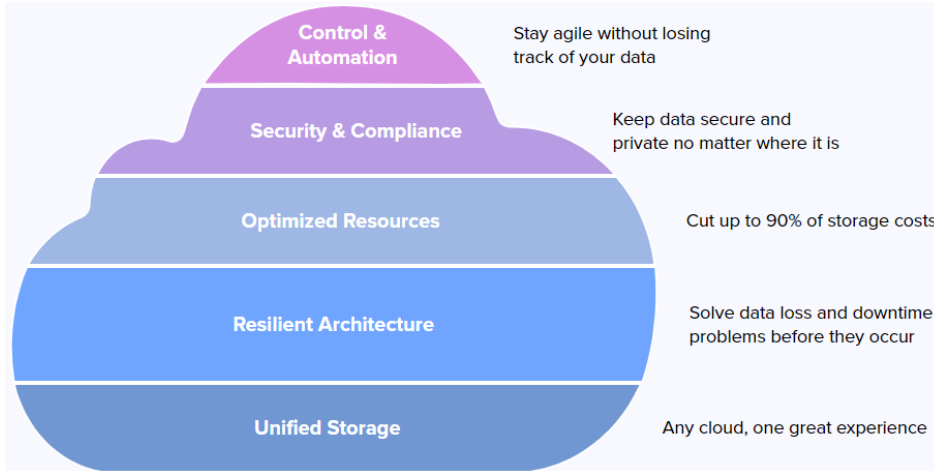 Control &
Automation
Stay agile without losing
track of your data
Security & Compliance
Keep data secure and
private no matter where it is
Optimized Resources
Cut up to 90% of storage costs
Resilient Architecture
Solve data loss and downtime
problems before they occur
Unified Storage
Any cloud, one great experience